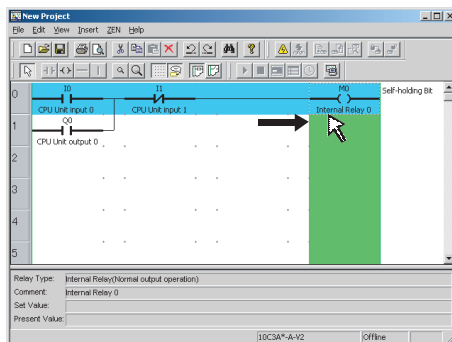 New Project
File Edit View Insert ZEN Help
0 I0 I1 M0 Self-holding Bit
CPU Unit input 0 CPU Unit input 1 Internal Relay 0
1 Q0
CPU Unit output 0
2
3
4
5
Relay Type: Internal Relay(Normal output operation)
Comment: Internal Relay 0
Set Value:
Present Value:
10C3A*-A-V2 Offline